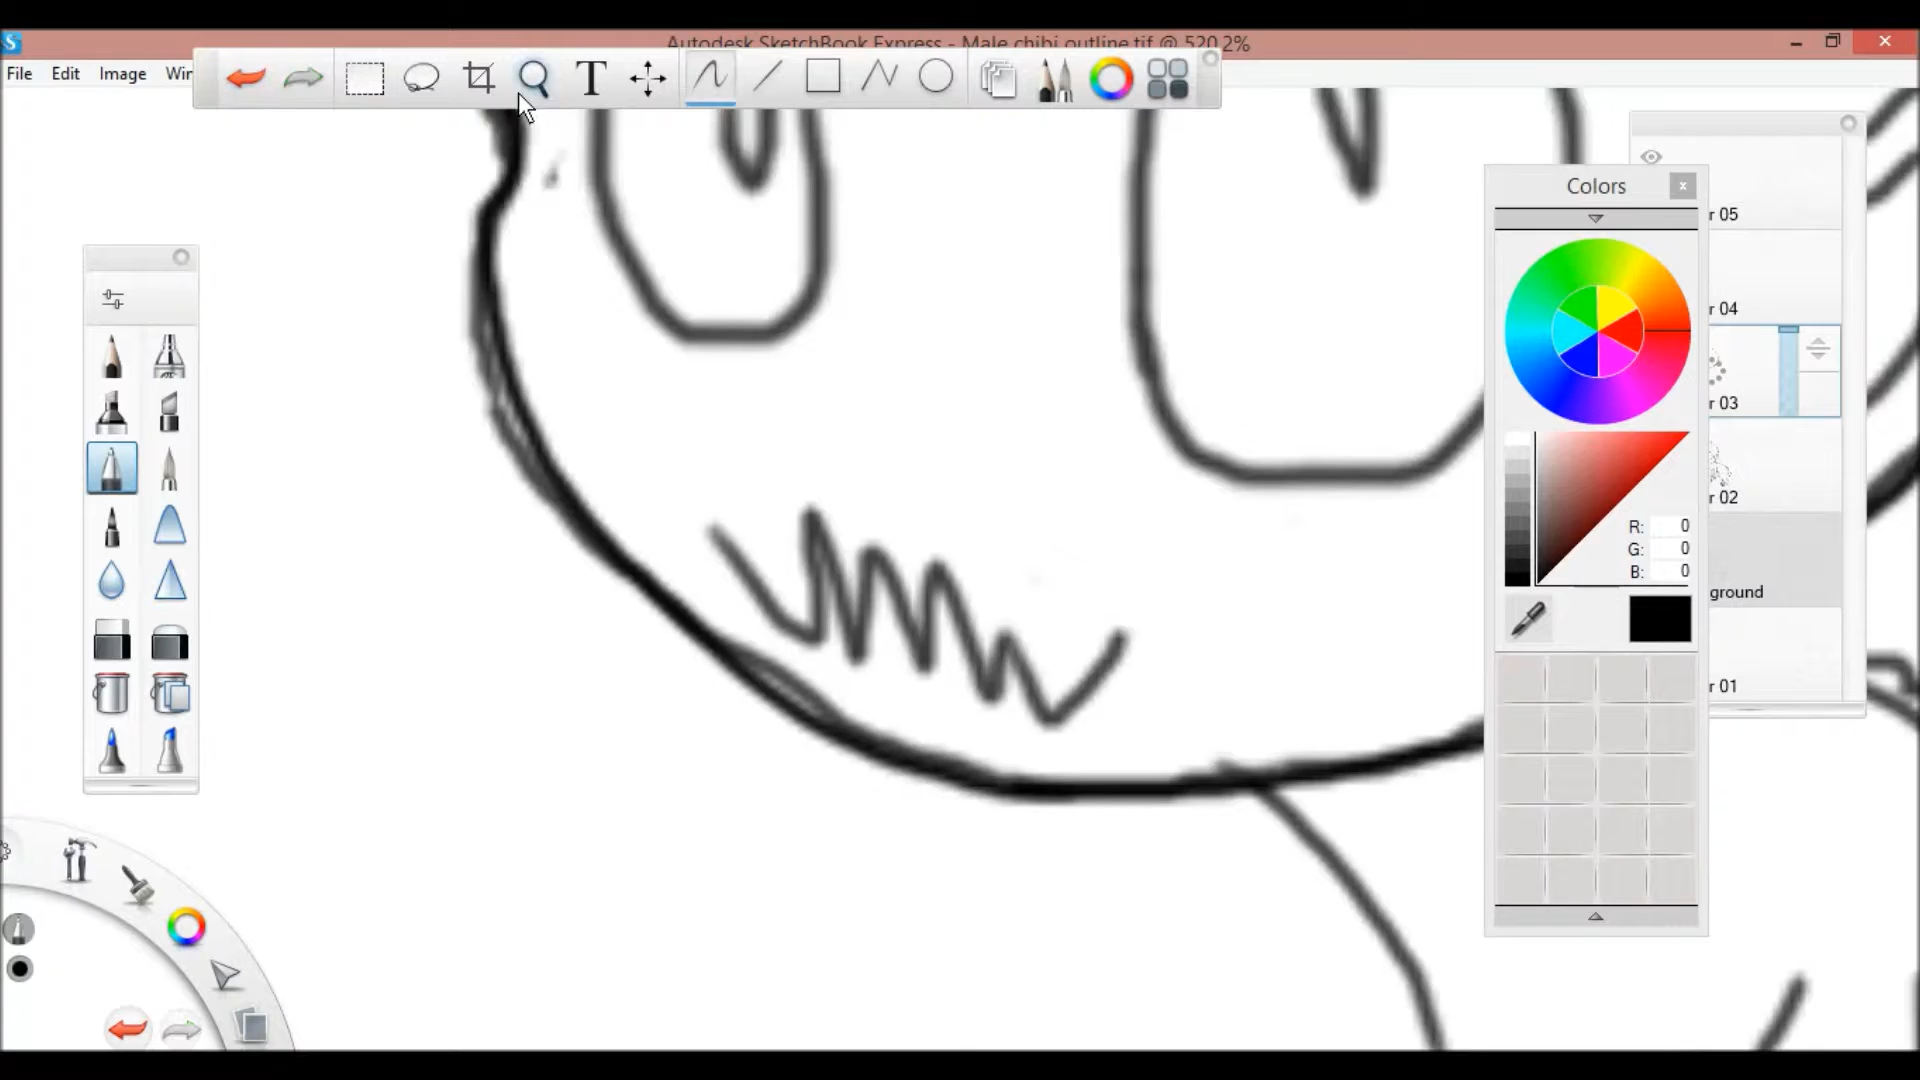 Autodesk SketchBook Express - Male chibi outline.tif @ 520.2%
File Edit Image Win
T
Colors
r 05
r 04
r 03
r 02
ground
r 01
R: 0
G: 0
B: 0